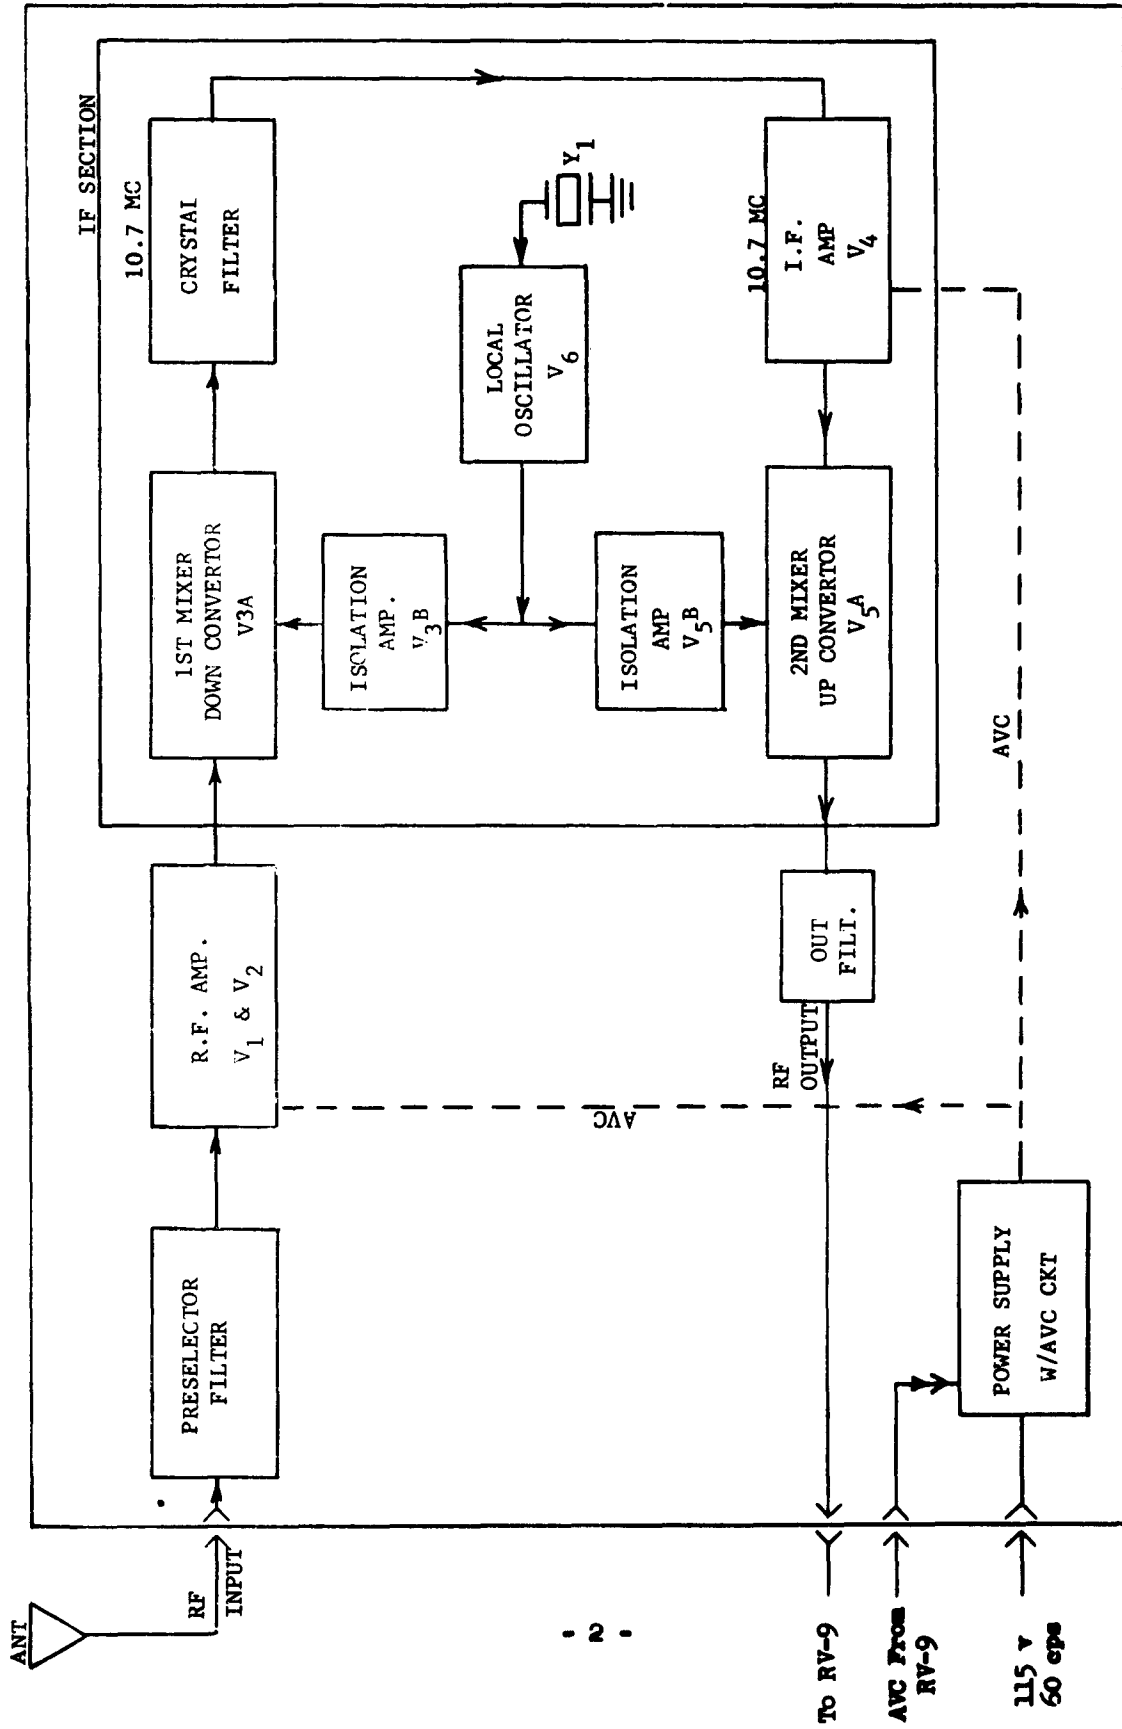 ANT
RF
INPUT
PRESELECTOR
FILTER
R.F. AMP.
V1 & V2
IF SECTION
1ST MIXER
DOWN CONVERTOR
V3A
10.7 MC
CRYSTAI
FILTER
ISOLATION
AMP.
V3B
LOCAL
OSCILLATOR
V6
Y1
ISOLATION
AMP
V5B
2ND MIXER
UP CONVERTOR
V5A
10.7 MC
I.F.
AMP
V4
OUT
FILT.
RF
OUTPUT
AVC
AVC
POWER SUPPLY
W/AVC CKT
To RV-9
AVC From
RV-9
115 v
60 cps
- 2 -